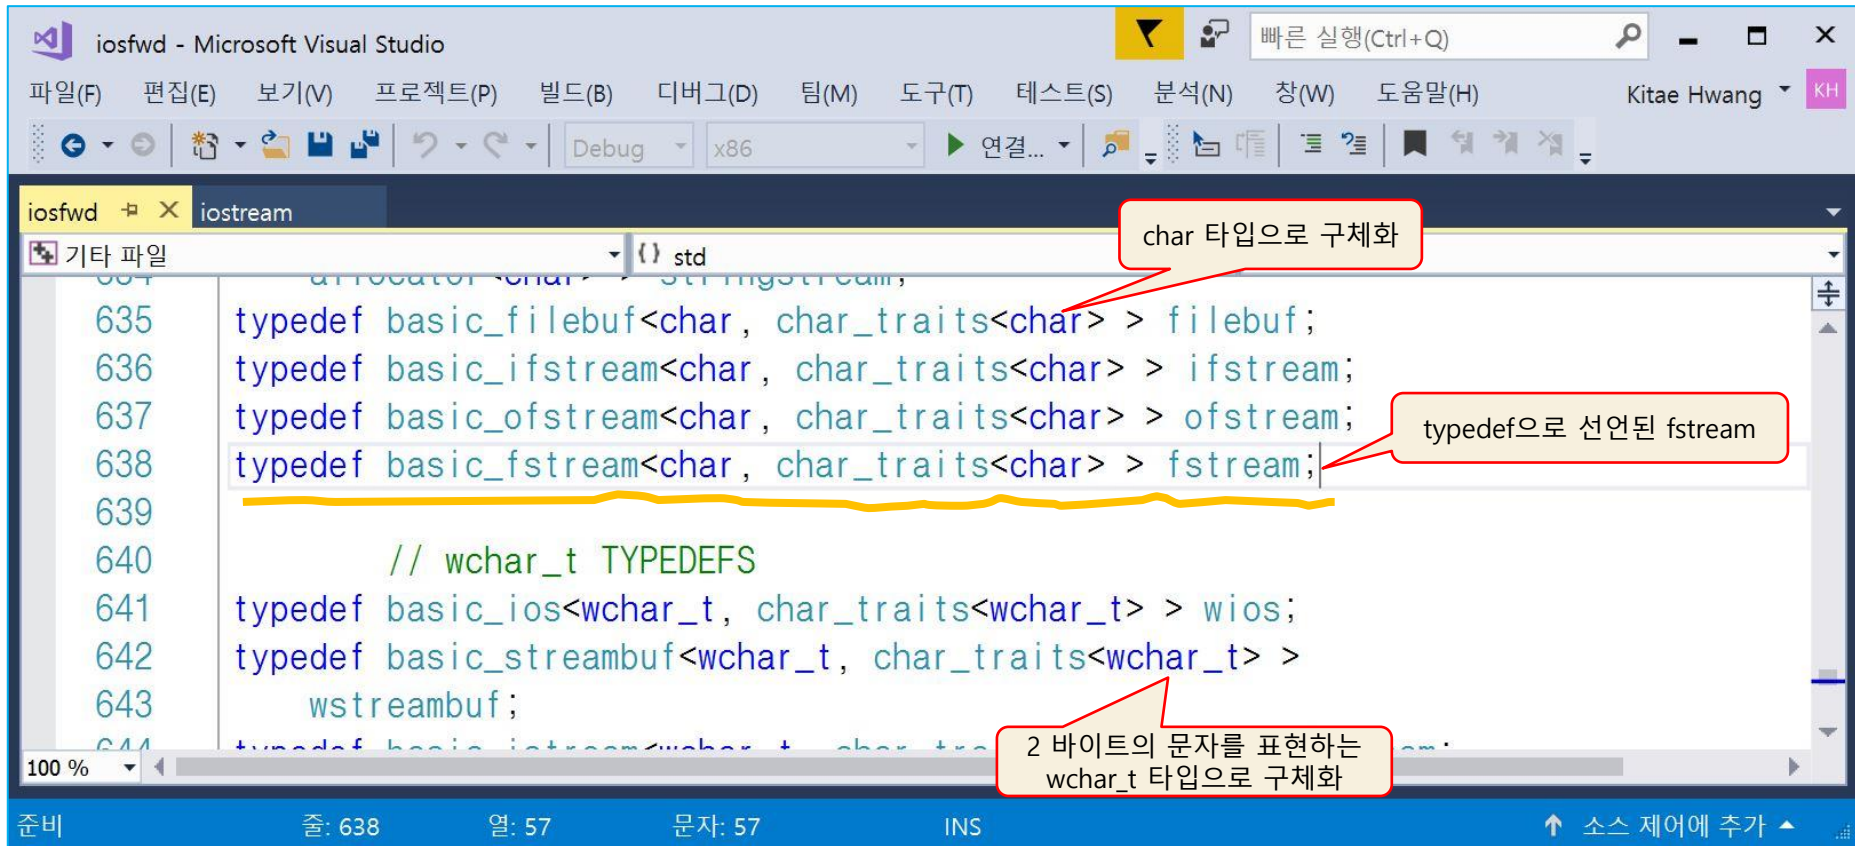 iosfwd - Microsoft Visual Studio
빠른 실행(Ctrl+Q)
파일(F) 편집(E) 보기(V) 프로젝트(P) 빌드(B) 디버그(D) 팀(M) 도구(T) 테스트(S) 분석(N) 창(W) 도움말(H) Kitae Hwang KH
Debug x86 연결...
iosfwd iostream
기타 파일 {} std
char 타입으로 구체화
634 allocator<char> > stringstream;
635 typedef basic_filebuf<char, char_traits<char> > filebuf;
636 typedef basic_ifstream<char, char_traits<char> > ifstream;
637 typedef basic_ofstream<char, char_traits<char> > ofstream;
typedef으로 선언된 fstream
638 typedef basic_fstream<char, char_traits<char> > fstream;
639
640 // wchar_t TYPEDEFS
641 typedef basic_ios<wchar_t, char_traits<wchar_t> > wios;
642 typedef basic_streambuf<wchar_t, char_traits<wchar_t> >
643 wstreambuf;
644 typedef basic_istream<wchar_t,
2 바이트의 문자를 표현하는
wchar_t 타입으로 구체화
100 %
준비 줄: 638 열: 57 문자: 57 INS 소스 제어에 추가